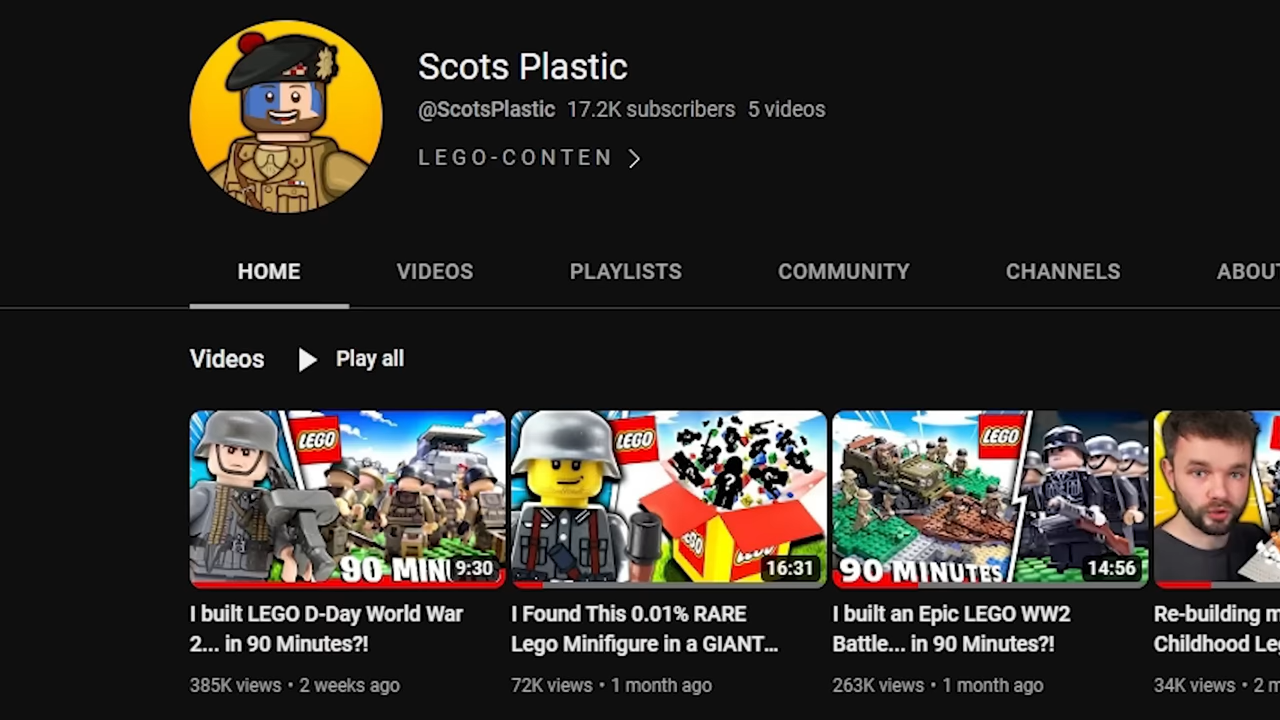 Scots Plastic
@ScotsPlastic 17.2K subscribers 5 videos
LEGO-CONTEN
HOME VIDEOS PLAYLISTS COMMUNITY CHANNELS ABOU
Videos Play all
LEGO LEGO LEGO
?
LEGO
90 MIN 9:30 16:31 90 MINUTES 14:56
I built LEGO D-Day World War
2... in 90 Minutes?!
385K views • 2 weeks ago
I Found This 0.01% RARE
Lego Minifigure in a GIANT...
72K views • 1 month ago
I built an Epic LEGO WW2
Battle... in 90 Minutes?!
263K views • 1 month ago
Re-building m
Childhood Leg
34K views • 2 m